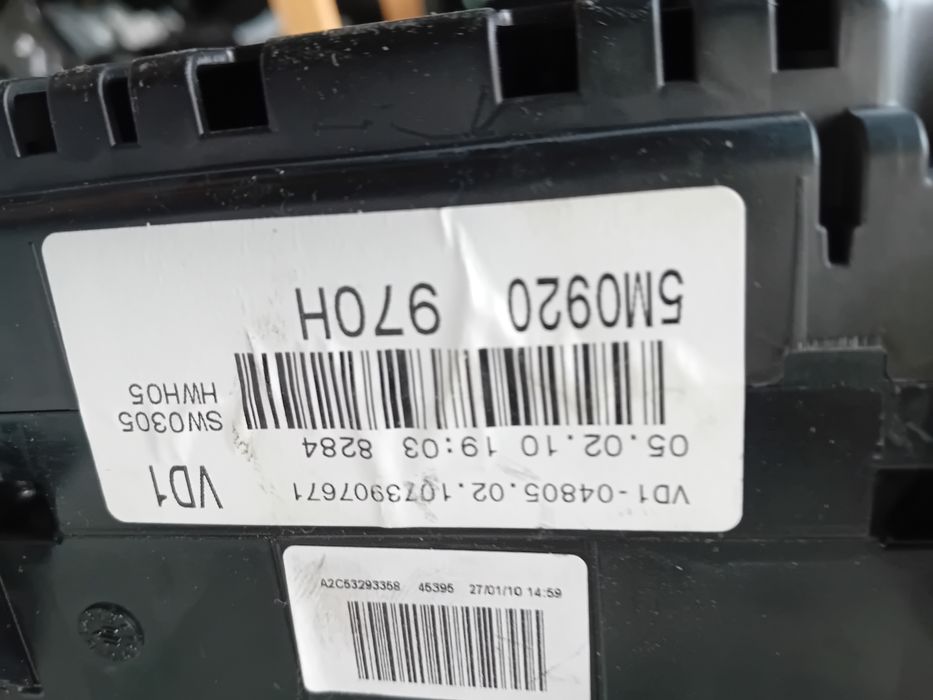 VD1-04805.02.1073907671
VD1
05.02.10 19:03 8284
SW0305
HWH05
5M0920 970H
A2C53293358 45395 27/01/10 14:59